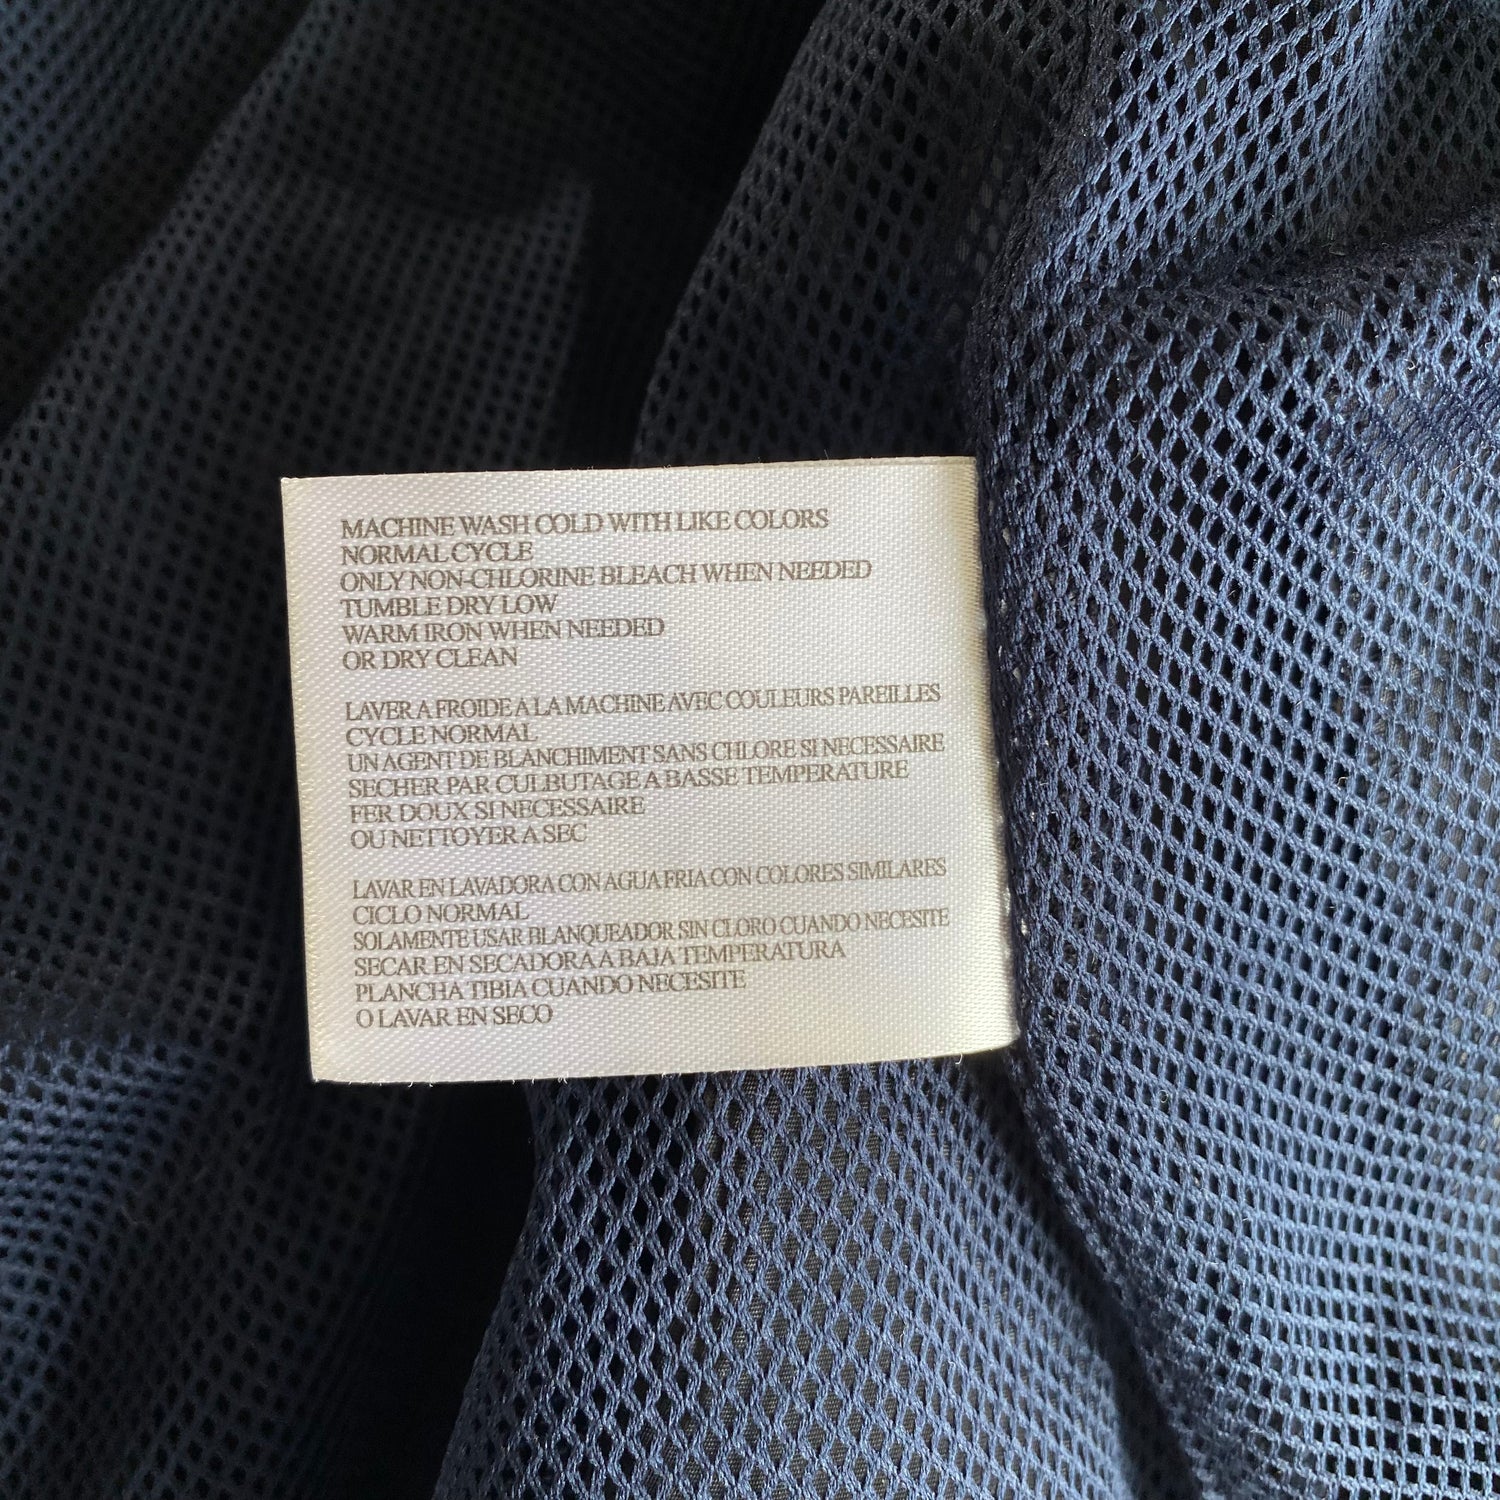 MACHINE WASH COLD WITH LIKE COLORS
NORMAL CYCLE
ONLY NON-CHLORINE BLEACH WHEN NEEDED
TUMBLE DRY LOW
WARM IRON WHEN NEEDED
OR DRY CLEAN
LAVER A FROIDE A LA MACHINE AVEC COULEURS PAREILLES
CYCLE NORMAL
UN AGENT DE BLANCHIMENT SANS CHLORE SI NECESSAIRE
SECHER PAR CULBUTAGE A BASSE TEMPERATURE
FER DOUX SI NECESSAIRE
OU NETTOYER A SEC
LAVAR EN LAVADORA CON AGUA FRIA CON COLORES SIMILARES
CICLO NORMAL
SOLAMENTE USAR BLANQUEADOR SIN CLORO CUANDO NECESITE
SECAR EN SECADORA A BAJA TEMPERATURA
PLANCHA TIBIA CUANDO NECESITE
O LAVAR EN SECO